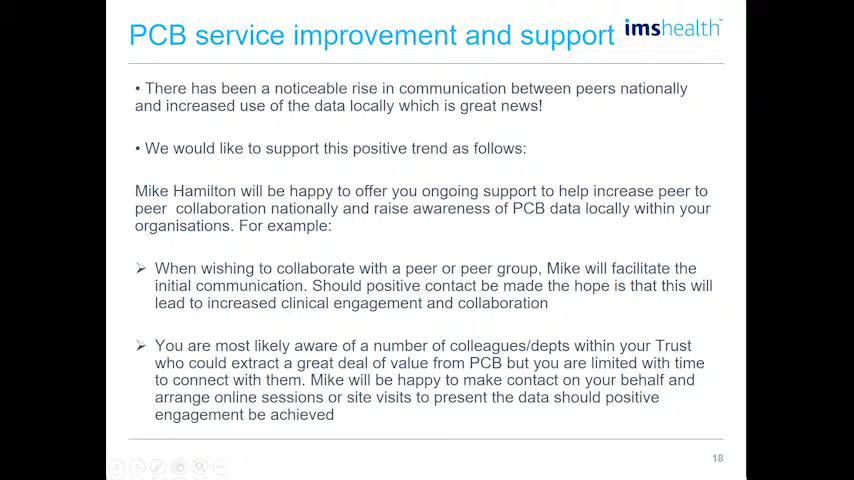 PCB service improvement and support
imshealth™
• There has been a noticeable rise in communication between peers nationally
and increased use of the data locally which is great news!
• We would like to support this positive trend as follows:
Mike Hamilton will be happy to offer you ongoing support to help increase peer to
peer collaboration nationally and raise awareness of PCB data locally within your
organisations. For example:
➢ When wishing to collaborate with a peer or peer group, Mike will facilitate the
initial communication. Should positive contact be made the hope is that this will
lead to increased clinical engagement and collaboration
➢ You are most likely aware of a number of colleagues/depts within your Trust
who could extract a great deal of value from PCB but you are limited with time
to connect with them. Mike will be happy to make contact on your behalf and
arrange online sessions or site visits to present the data should positive
engagement be achieved
18